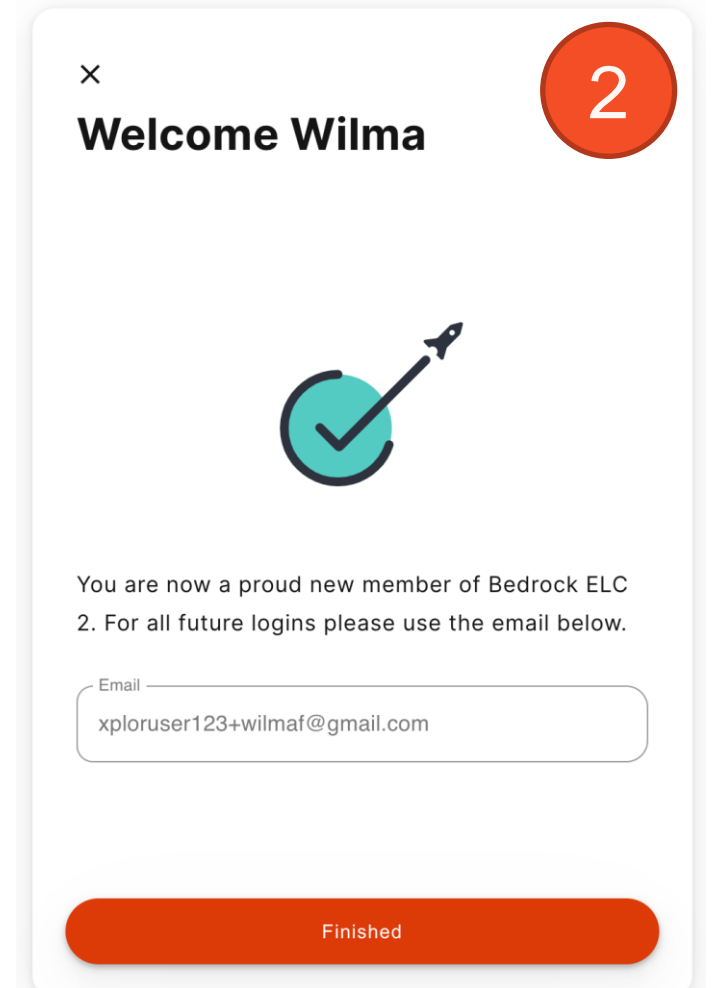 2
Welcome Wilma
You are now a proud new member of Bedrock ELC
2. For all future logins please use the email below.
Email
xploruser123+wilmaf@gmail.com
Finished